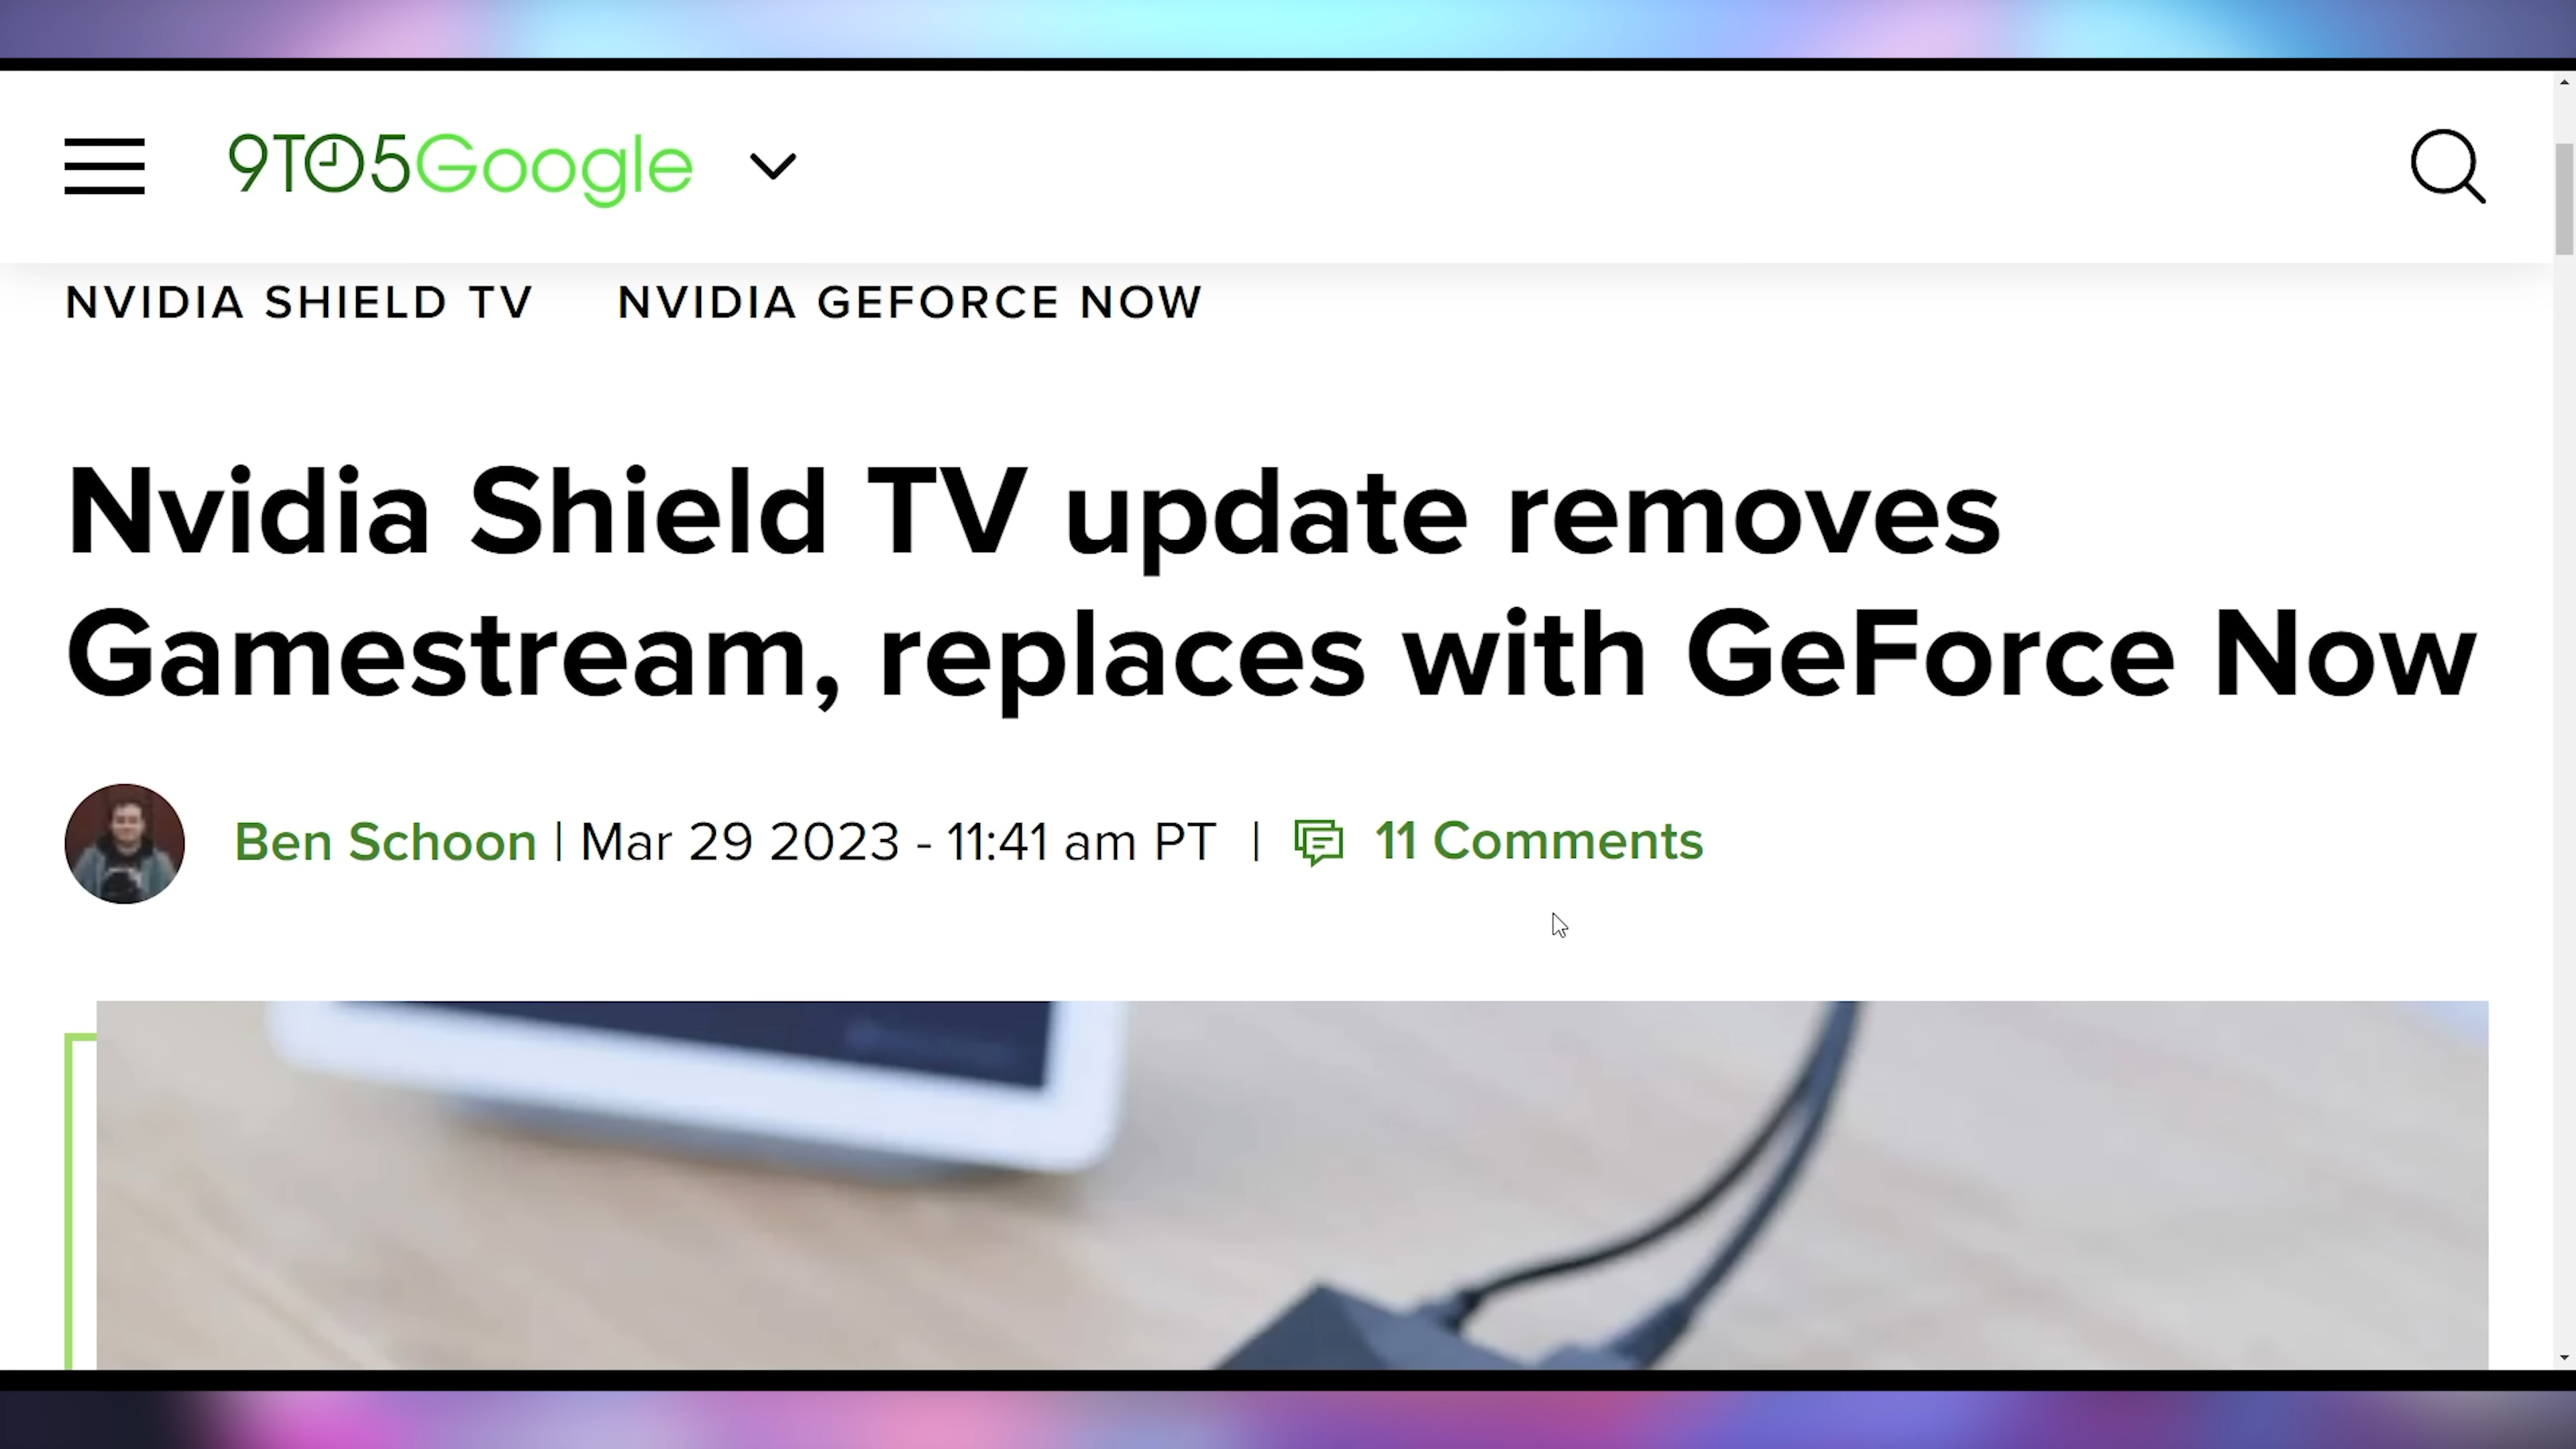 9TO5Google
NVIDIA SHIELD TV NVIDIA GEFORCE NOW
Nvidia Shield TV update removes
Gamestream, replaces with GeForce Now
Ben Schoon | Mar 29 2023 - 11:41 am PT | 11 Comments